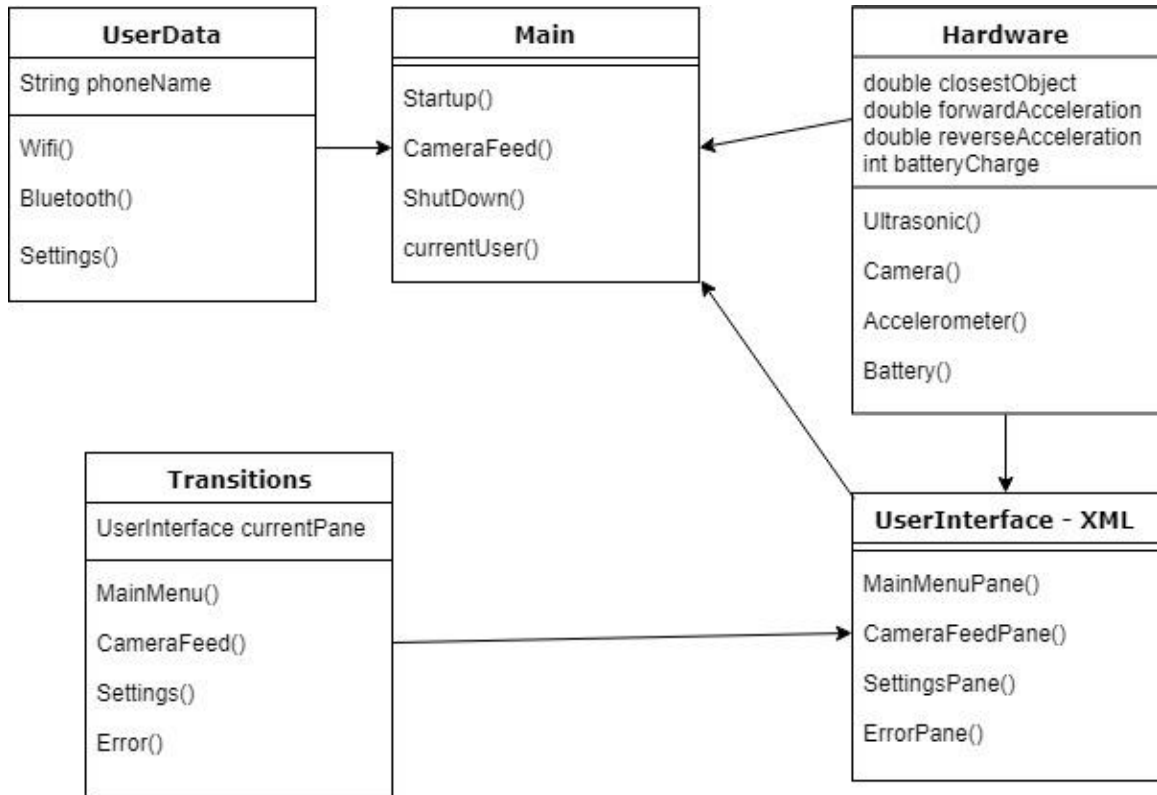 UserData
String phoneName
Wifi()
Bluetooth()
Settings()
Main
Startup()
CameraFeed()
ShutDown()
currentUser()
Hardware
double closestObject
double forwardAcceleration
double reverseAcceleration
int batteryCharge
Ultrasonic()
Camera()
Accelerometer()
Battery()
Transitions
UserInterface currentPane
MainMenu()
CameraFeed()
Settings()
Error()
UserInterface - XML
MainMenuPane()
CameraFeedPane()
SettingsPane()
ErrorPane()